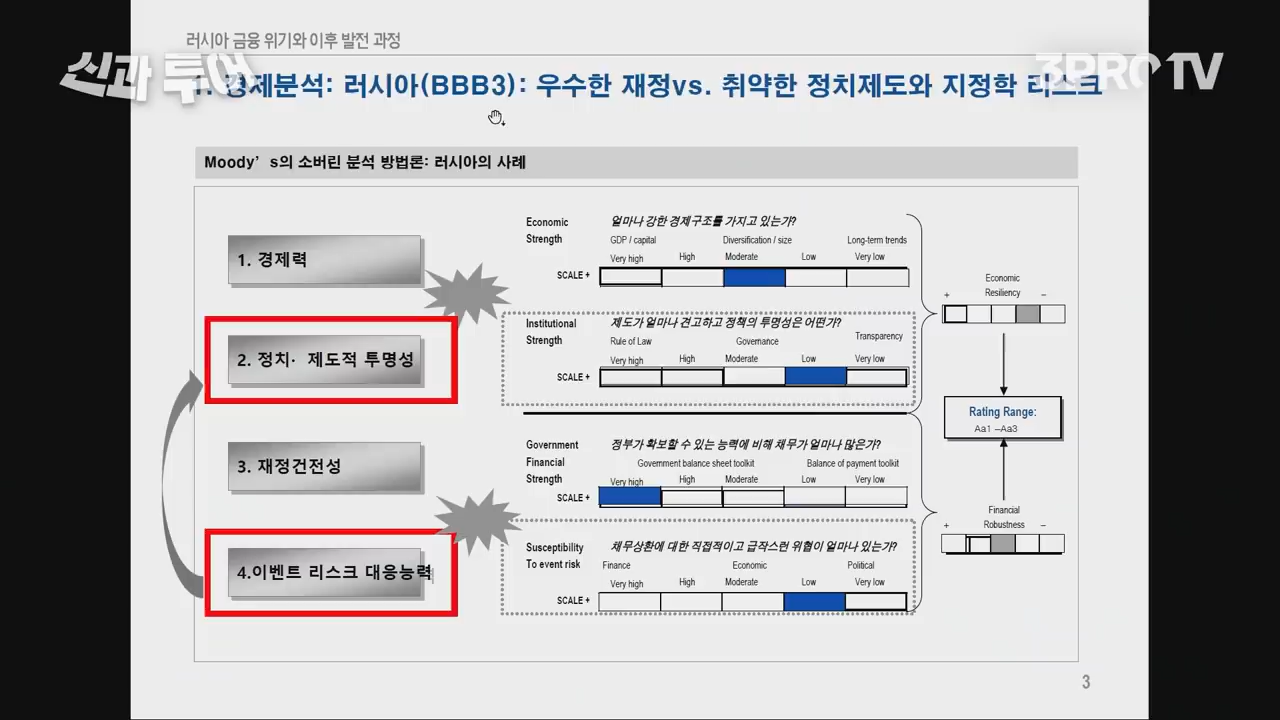 러시아 금융 위기와 이후 발전 과정
신과 투어
3PRO TV
경제분석: 러시아(BBB3): 우수한 재정vs. 취약한 정치제도와 지정학 리스크
Moody’s의 소버린 분석 방법론: 러시아의 사례
1. 경제력
2. 정치· 제도적 투명성
3. 재정건전성
4.이벤트 리스크 대응능력
Economic Strength
얼마나 강한 경제구조를 가지고 있는가?
GDP / capital Diversification / size Long-term trends
Very high High Moderate Low Very low
SCALE +
Institutional Strength
제도가 얼마나 견고하고 정책의 투명성은 어떤가?
Rule of Law Governance Transparency
Very high High Moderate Low Very low
SCALE +
Government Financial Strength
정부가 확보할 수 있는 능력에 비해 채무가 얼마나 많은가?
Government balance sheet toolkit Balance of payment toolkit
Very high High Moderate Low Very low
SCALE +
Susceptibility To event risk
채무상환에 대한 직접적이고 급작스런 위협이 얼마나 있는가?
Finance Economic Political
Very high High Moderate Low Very low
SCALE +
Economic
+ Resiliency –
Rating Range:
Aa1 –Aa3
Financial
+ Robustness –
3